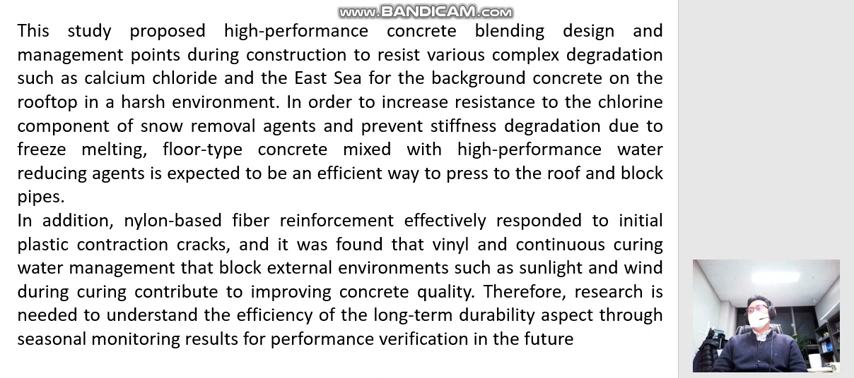 www.BANDICAM.com
This study proposed high-performance concrete blending design and
management points during construction to resist various complex degradation
such as calcium chloride and the East Sea for the background concrete on the
rooftop in a harsh environment. In order to increase resistance to the chlorine
component of snow removal agents and prevent stiffness degradation due to
freeze melting, floor-type concrete mixed with high-performance water
reducing agents is expected to be an efficient way to press to the roof and block
pipes.
In addition, nylon-based fiber reinforcement effectively responded to initial
plastic contraction cracks, and it was found that vinyl and continuous curing
water management that block external environments such as sunlight and wind
during curing contribute to improving concrete quality. Therefore, research is
needed to understand the efficiency of the long-term durability aspect through
seasonal monitoring results for performance verification in the future